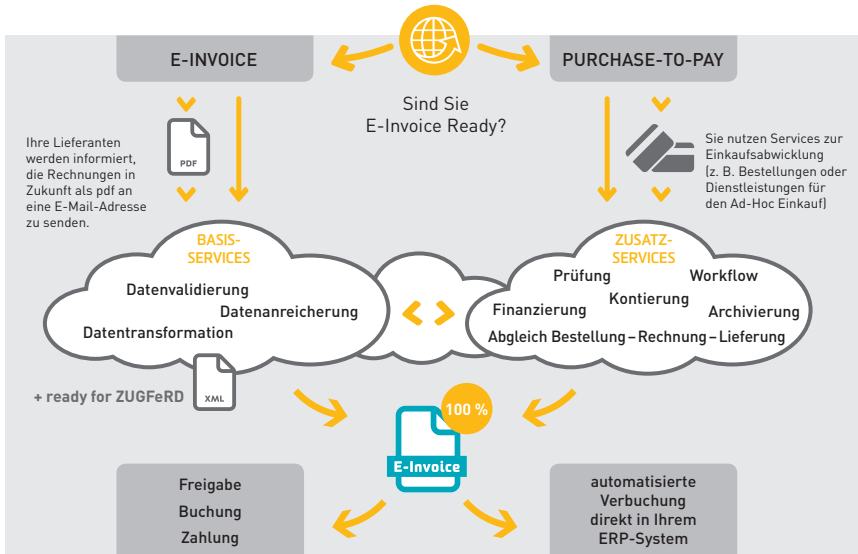 E-INVOICE
PURCHASE-TO-PAY
Sind Sie
E-Invoice Ready?
Ihre Lieferanten
werden informiert,
die Rechnungen in
Zukunft als pdf an
eine E-Mail-Adresse
zu senden.
PDF
Sie nutzen Services zur
Einkaufsabwicklung
(z. B. Bestellungen oder
Dienstleistungen für
den Ad-Hoc Einkauf)
BASIS-
SERVICES
Datenvalidierung
Datenanreicherung
Datentransformation
ZUSATZ-
SERVICES
Prüfung
Workflow
Kontierung
Finanzierung
Archivierung
Abgleich Bestellung – Rechnung – Lieferung
+ ready for ZUGFeRD
XML
100 %
E-Invoice
Freigabe
Buchung
Zahlung
automatisierte
Verbuchung
direkt in Ihrem
ERP-System